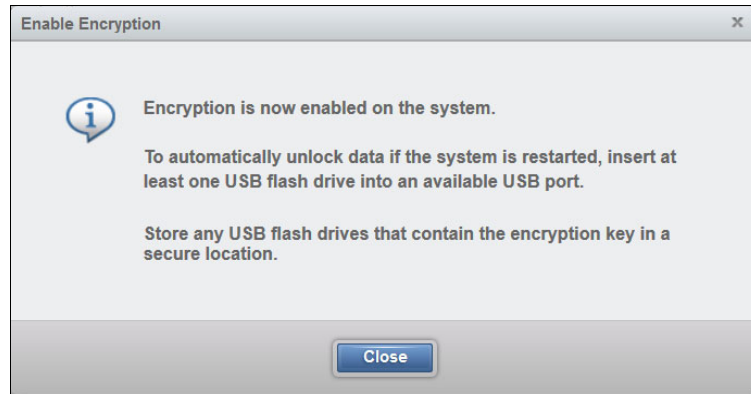 Enable Encryption
x
Encryption is now enabled on the system.
To automatically unlock data if the system is restarted, insert at
least one USB flash drive into an available USB port.
Store any USB flash drives that contain the encryption key in a
secure location.
Close